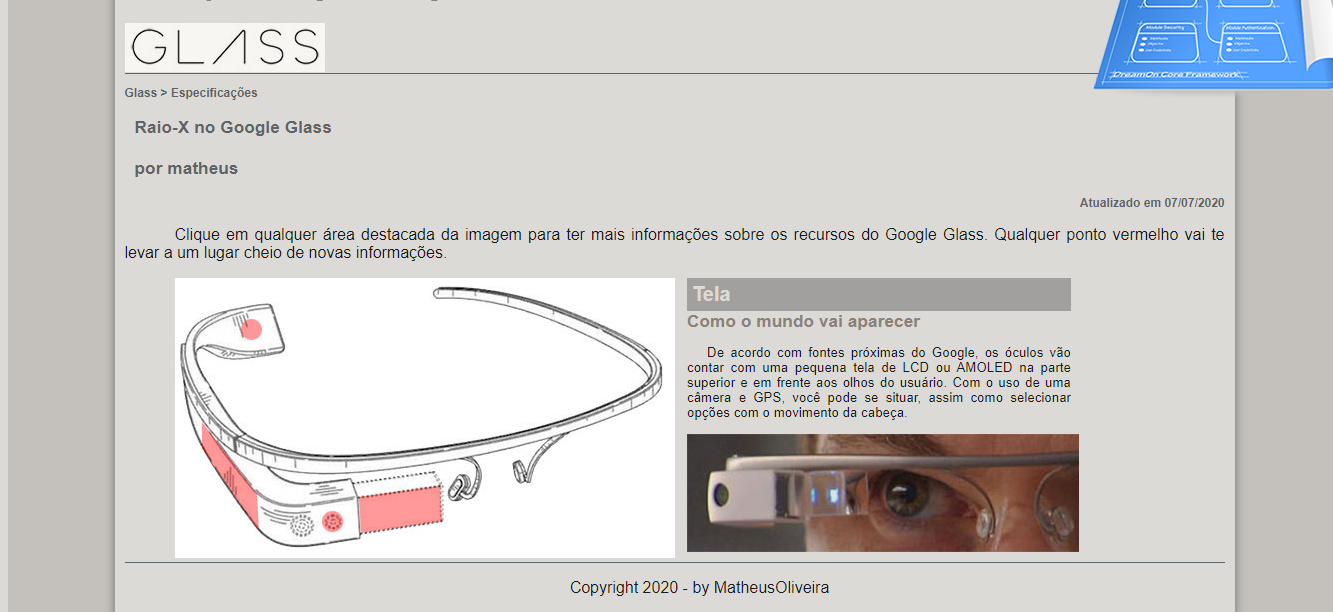 GLASS
Glass > Especificações
Raio-X no Google Glass
por matheus
Atualizado em 07/07/2020
Clique em qualquer área destacada da imagem para ter mais informações sobre os recursos do Google Glass. Qualquer ponto vermelho vai te
levar a um lugar cheio de novas informações.
Tela
Como o mundo vai aparecer
De acordo com fontes próximas do Google, os óculos vão
contar com uma pequena tela de LCD ou AMOLED na parte
superior e em frente aos olhos do usuário. Com o uso de uma
câmera e GPS, você pode se situar, assim como selecionar
opções com o movimento da cabeça.
Copyright 2020 - by MatheusOliveira
Module Security
Module Authentication
DreamOn Core Framework